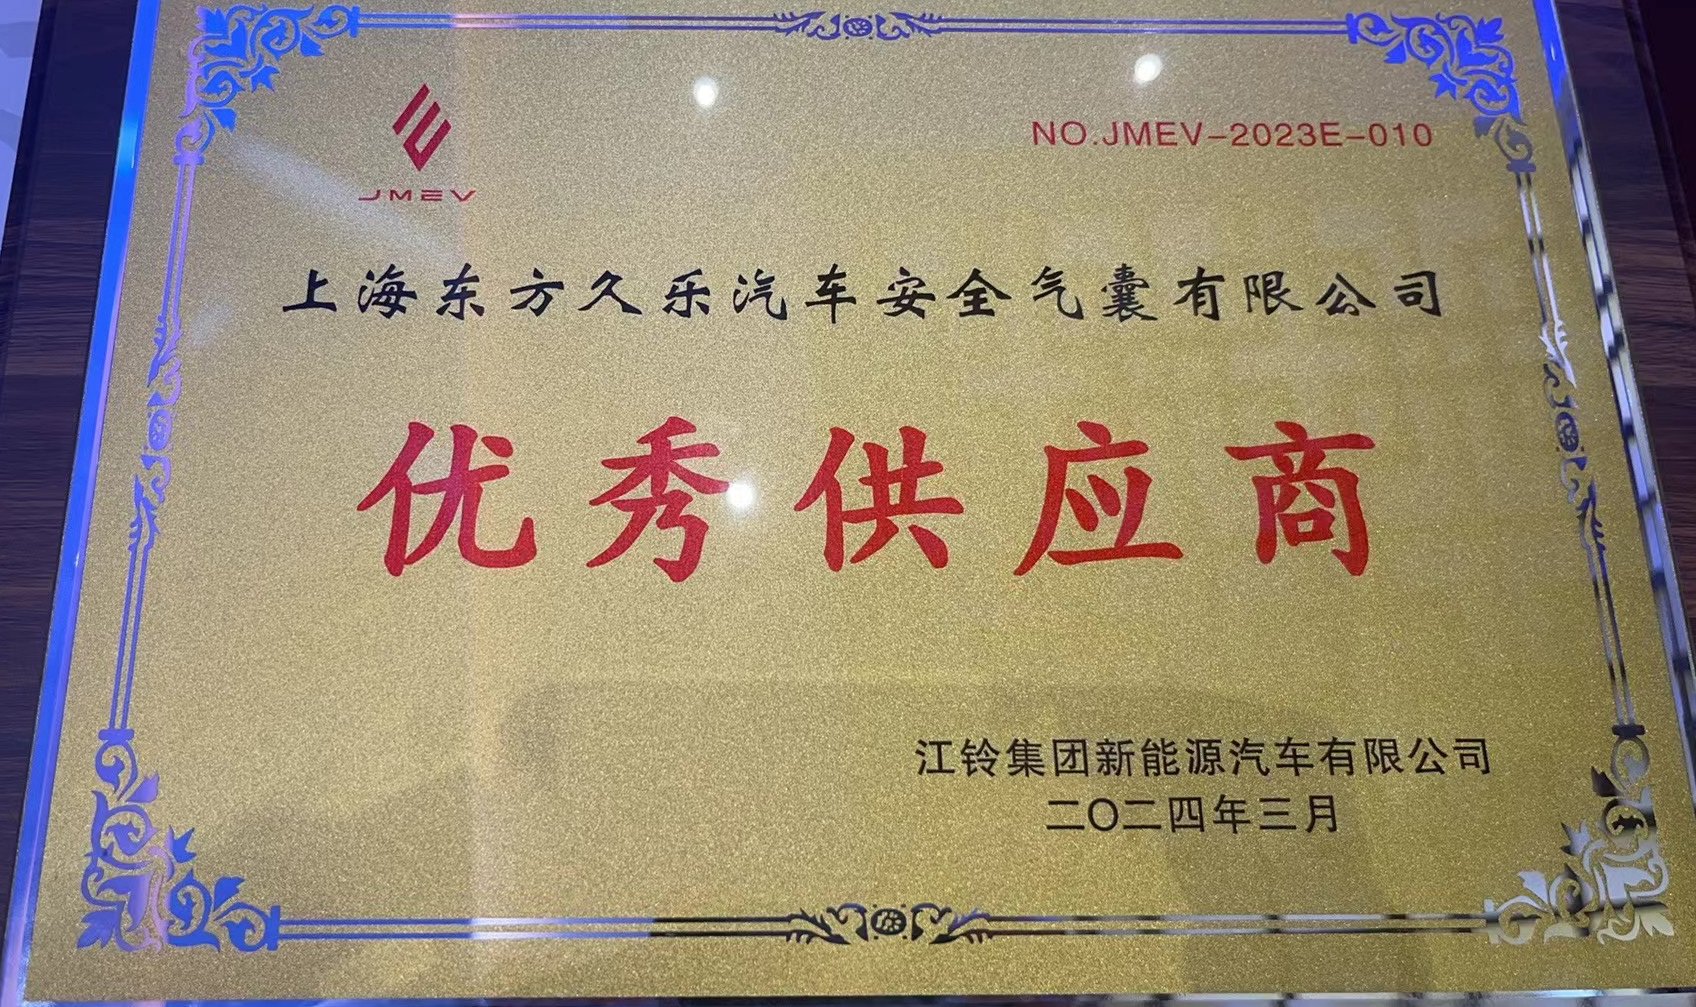 JMEV
NO.JMEV-2023E-010
上海东方久乐汽车安全气囊有限公司
优秀供应商
江铃集团新能源汽车有限公司
二〇二四年三月